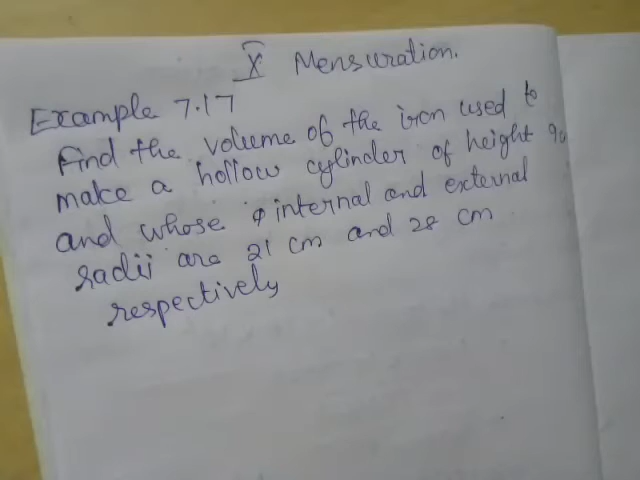 X Mensuration.
Example 7.17
Find the volume of the iron used to
make a hollow cylinder of height 90
and whose internal and external
radii are 21 cm and 28 cm
respectively